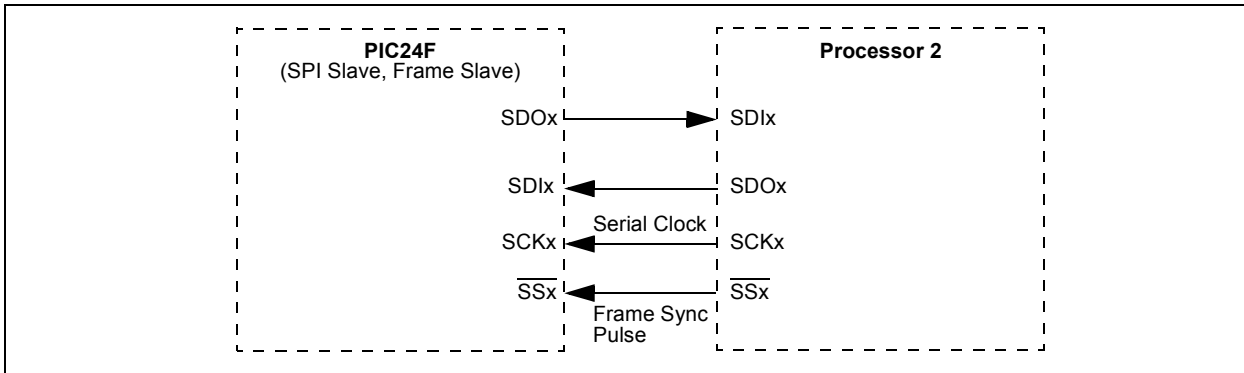 PIC24F
(SPI Slave, Frame Slave)
Processor 2
SDOx
SDIx
SDIx
SDOx
Serial Clock
SCKx
SCKx
SSx
SSx
Frame Sync
Pulse